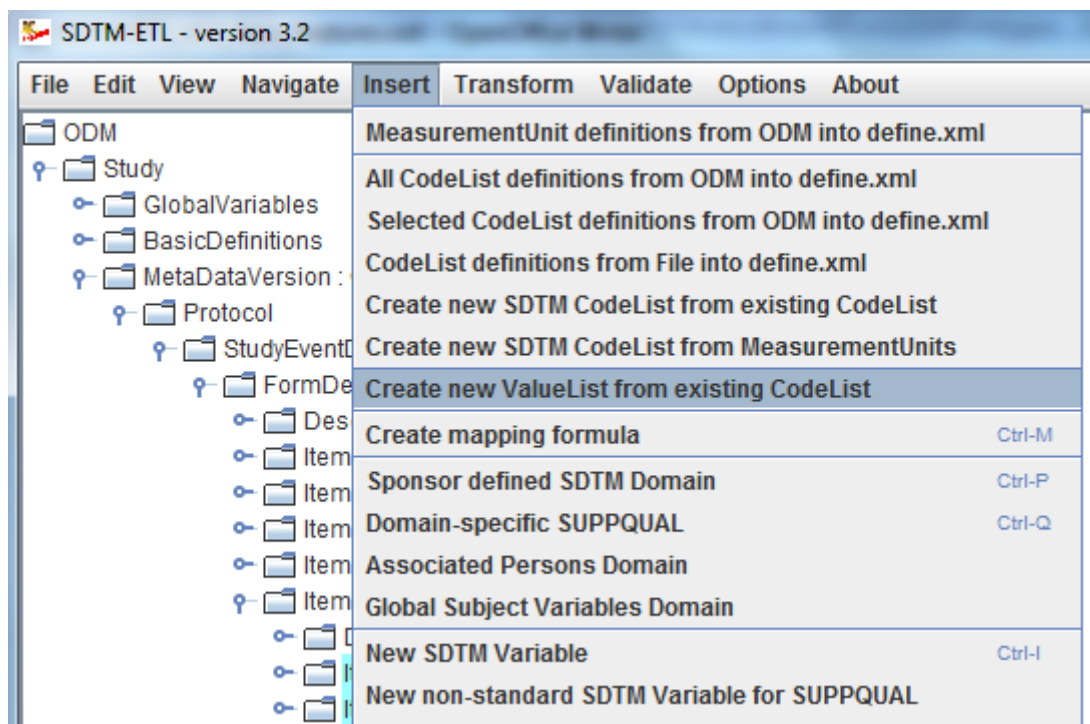 SDTM-ETL - version 3.2
File Edit View Navigate Insert Transform Validate Options About
ODM
Study
GlobalVariables
BasicDefinitions
MetaDataVersion :
Protocol
StudyEventD
FormDe
Des
Item
Item
Item
Item
Item
MeasurementUnit definitions from ODM into define.xml
All CodeList definitions from ODM into define.xml
Selected CodeList definitions from ODM into define.xml
CodeList definitions from File into define.xml
Create new SDTM CodeList from existing CodeList
Create new SDTM CodeList from MeasurementUnits
Create new ValueList from existing CodeList
Create mapping formula Ctrl-M
Sponsor defined SDTM Domain Ctrl-P
Domain-specific SUPPQUAL Ctrl-Q
Associated Persons Domain
Global Subject Variables Domain
New SDTM Variable Ctrl-I
New non-standard SDTM Variable for SUPPQUAL